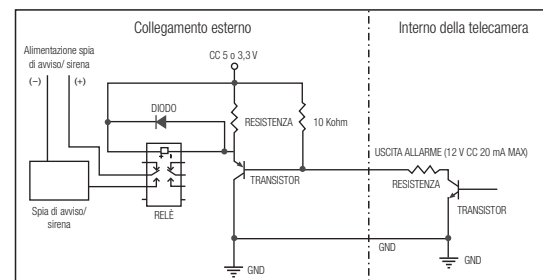 Collegamento esterno
Interno della telecamera
Alimentazione spia
di avviso/ sirena
(−)
(+)
CC 5 o 3,3 V
DIODO
RESISTENZA
10 Kohm
USCITA ALLARME (12 V CC 20 mA MAX)
TRANSISTOR
RESISTENZA
TRANSISTOR
Spia di avviso/
sirena
RELÈ
GND
GND
GND